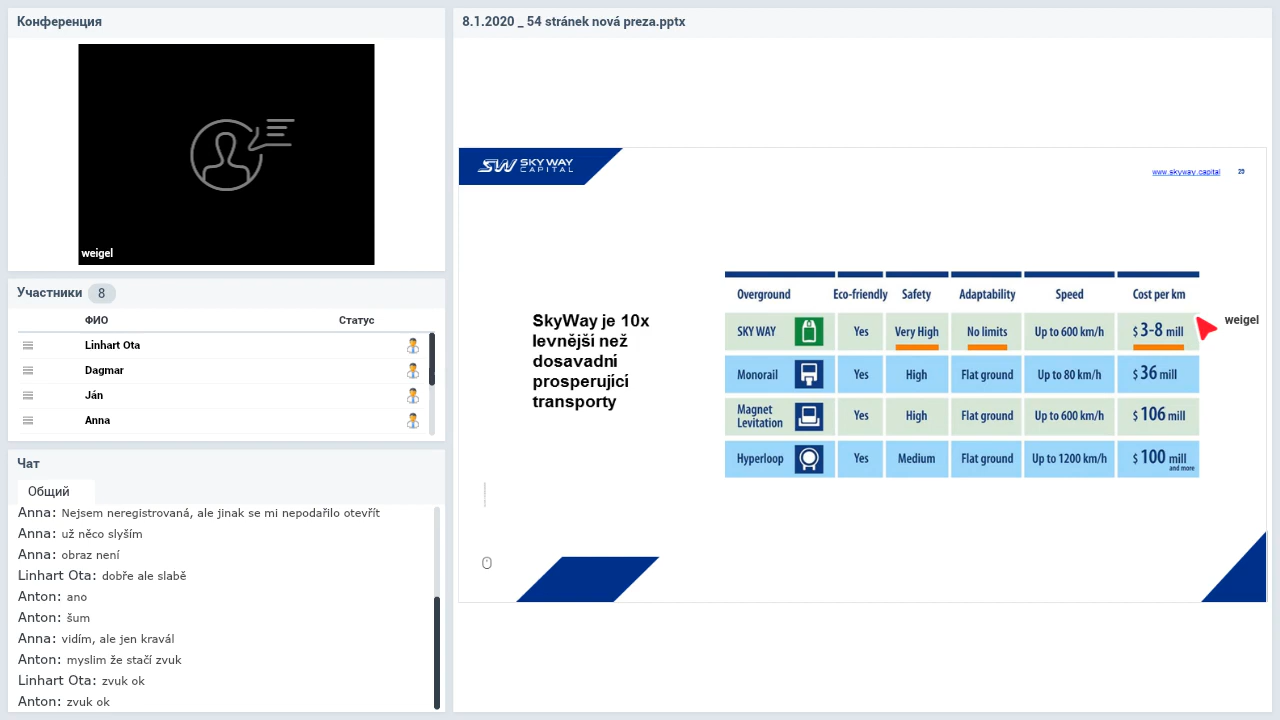 Конференция
weigel
Участники 8
ФИО Статус
Linhart Ota
Dagmar
Ján
Anna
Чат
Общий
Anna: Nejsem neregistrovaná, ale jinak se mi nepodařilo otevřít
Anna: už něco slyším
Anna: obraz není
Linhart Ota: dobře ale slabě
Anton: ano
Anton: šum
Anna: vidím, ale jen kravál
Anton: myslim že stačí zvuk
Linhart Ota: zvuk ok
Anton: zvuk ok
8.1.2020 _ 54 stránek nová preza.pptx
SW SKY WAY
CAPITAL
www.skyway.capital 29
SkyWay je 10x
levnější než
dosavadní
prosperující
transporty
Overground Eco-friendly Safety Adaptability Speed Cost per km
SKY WAY Yes Very High No limits Up to 600 km/h $ 3-8 mill
weigel
Monorail Yes High Flat ground Up to 80 km/h $ 36 mill
Magnet
Levitation Yes High Flat ground Up to 600 km/h $ 106 mill
Hyperloop Yes Medium Flat ground Up to 1200 km/h $ 100 mill
and more